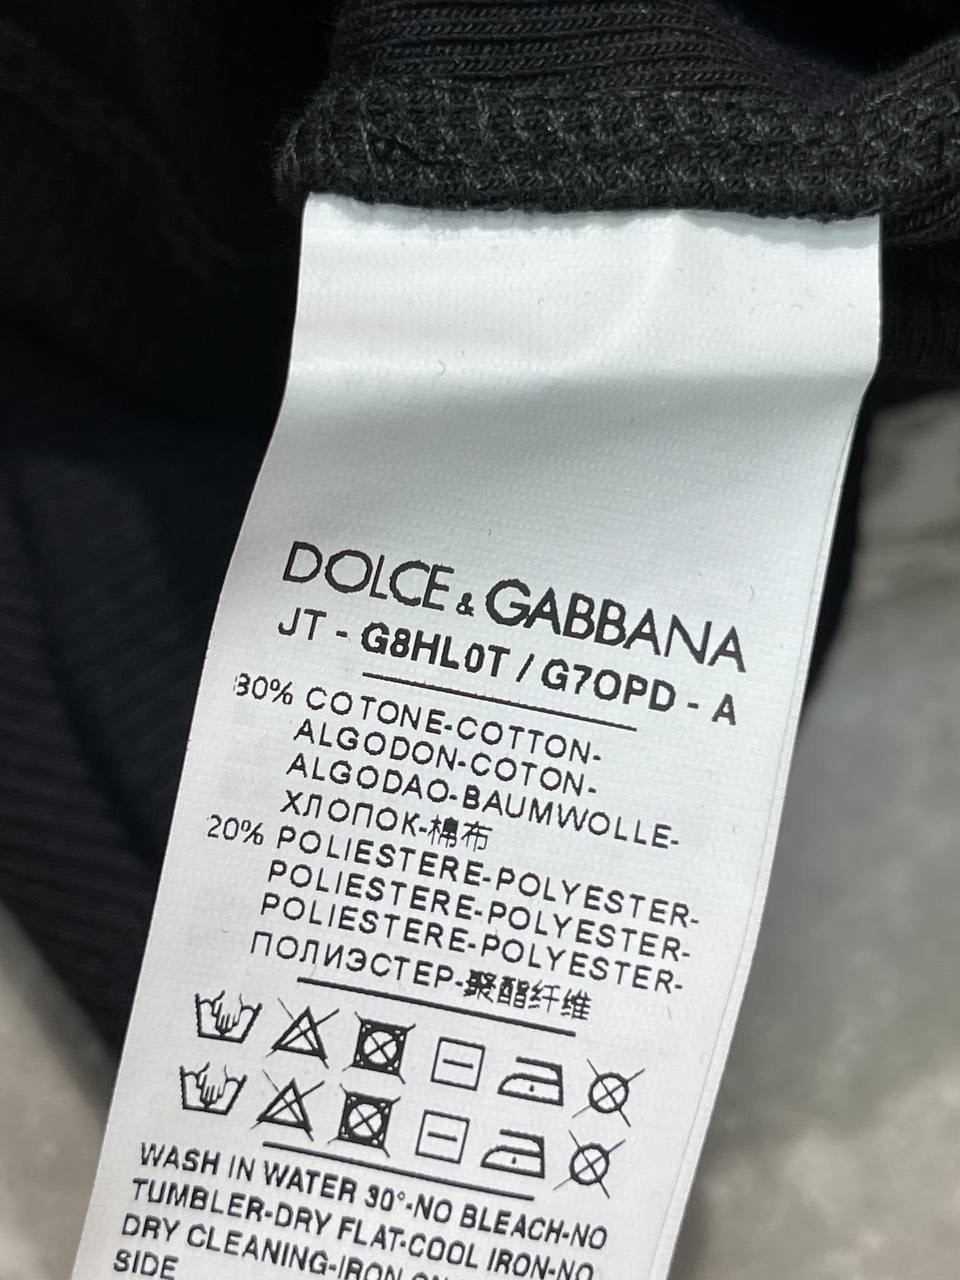 DOLCE & GABBANA
JT - G8HL0T / G7OPD - A
80% COTONE-COTTON-
ALGODON-COTON-
ALGODAO-BAUMWOLLE-
ХЛОПОК-棉布
20% POLIESTERE-POLYESTER-
POLIESTERE-POLYESTER-
POLIESTERE-POLYESTER-
ПОЛИЭСТЕР-聚酯纤维
WASH IN WATER 30°-NO BLEACH-NO
TUMBLER-DRY FLAT-COOL IRON-NO
DRY CLEANING-IRON
SIDE